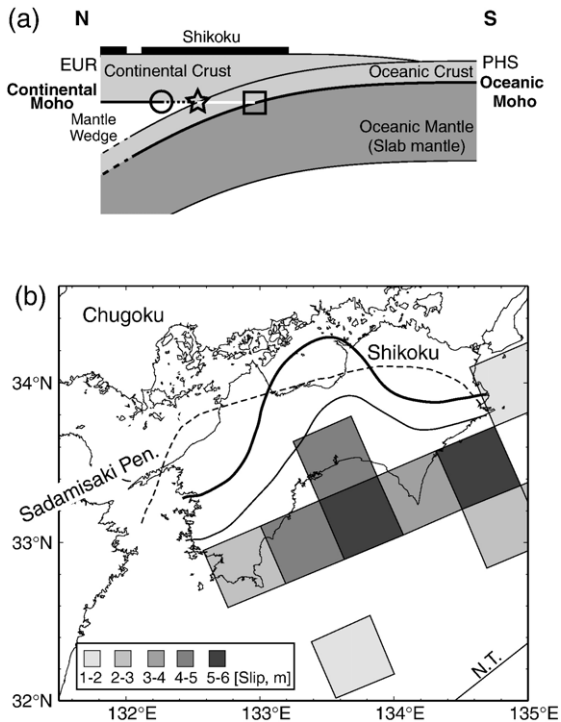 (a)
N
S
Shikoku
EUR
Continental Crust
Oceanic Crust
PHS
Continental
Moho
Oceanic
Moho
Mantle
Wedge
Oceanic Mantle
(Slab mantle)
(b)
Chugoku
Shikoku
34°N
Sadamisaki Pen.
33°N
1-2 2-3 3-4 4-5 5-6 [Slip, m]
N.T.
32°N
132°E 133°E 134°E 135°E